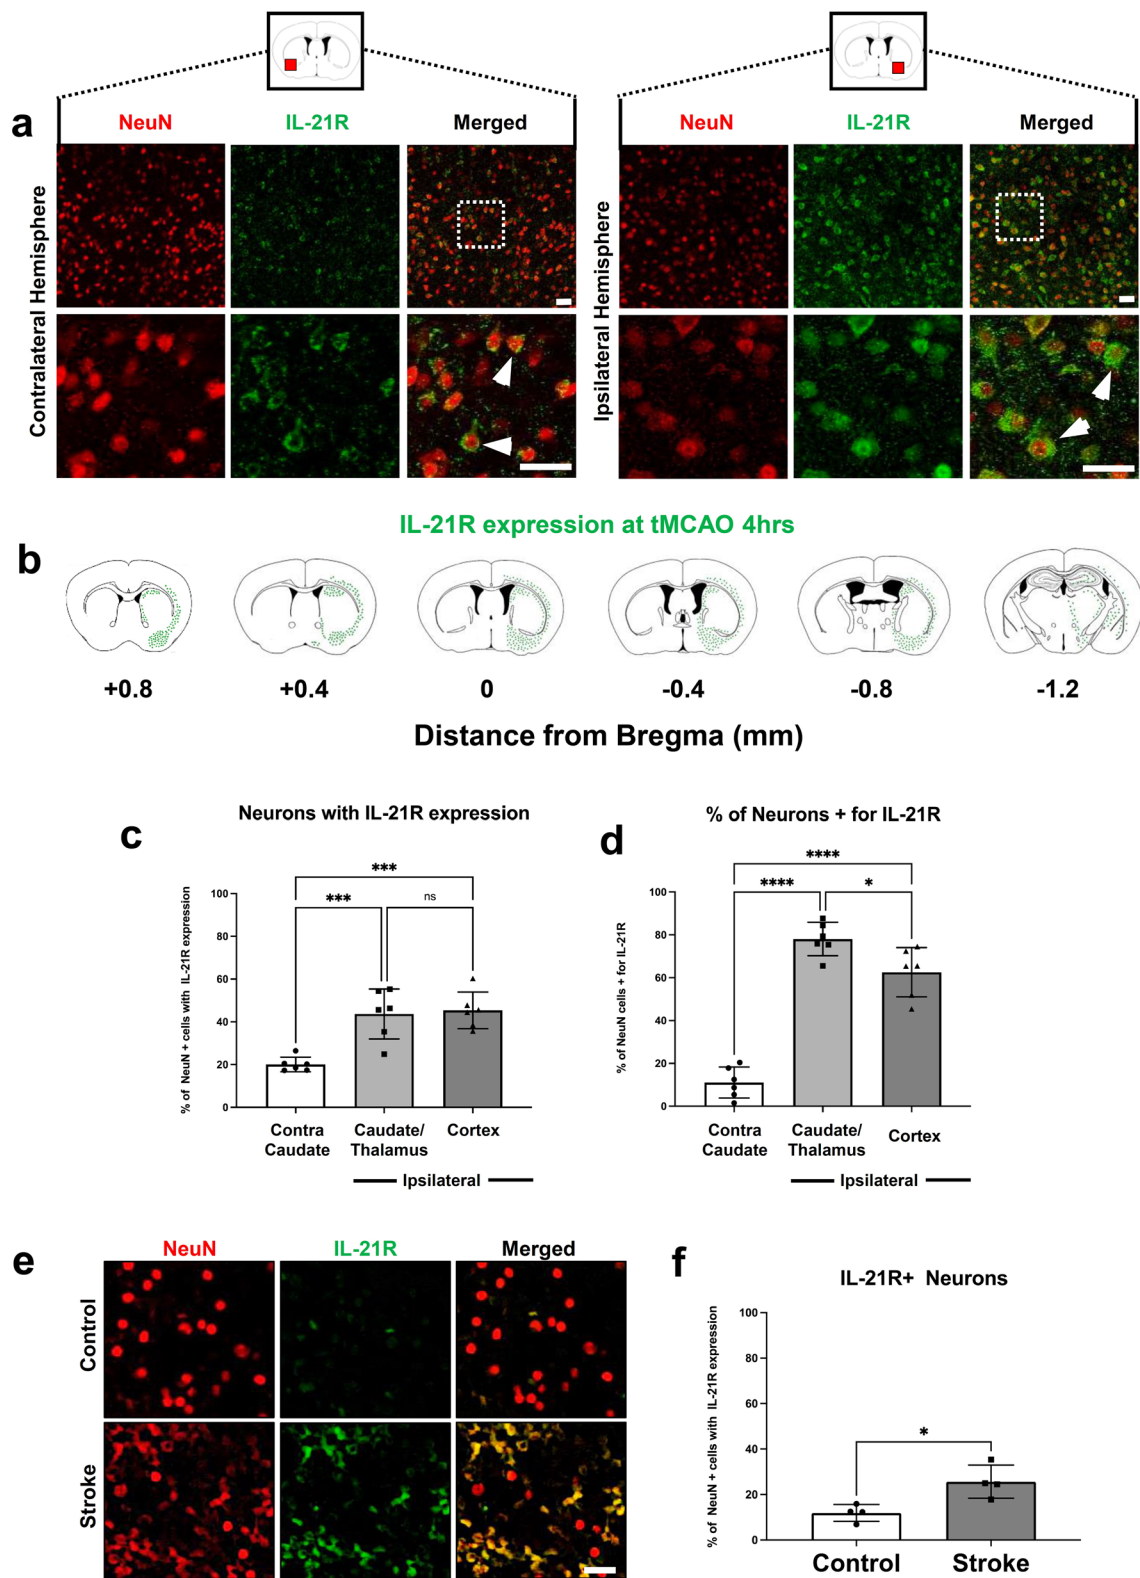 a
NeuN
IL-21R
Merged
NeuN
IL-21R
Merged
Contralateral Hemisphere
Ipsilateral Hemisphere
IL-21R expression at tMCAO 4hrs
b
+0.8
+0.4
0
-0.4
-0.8
-1.2
Distance from Bregma (mm)
c
Neurons with IL-21R expression
% of NeuN + cells with IL-21R expression
100
80
60
40
20
0
***
***
ns
Contra
Caudate
Caudate/
Thalamus
Cortex
Ipsilateral
d
% of Neurons + for IL-21R
% of NeuN cells + for IL-21R
100
80
60
40
20
0
****
****
*
Contra
Caudate
Caudate/
Thalamus
Cortex
Ipsilateral
e
NeuN
IL-21R
Merged
Control
Stroke
f
IL-21R+ Neurons
% of NeuN + cells with IL-21R expression
100
80
60
40
20
0
*
Control
Stroke